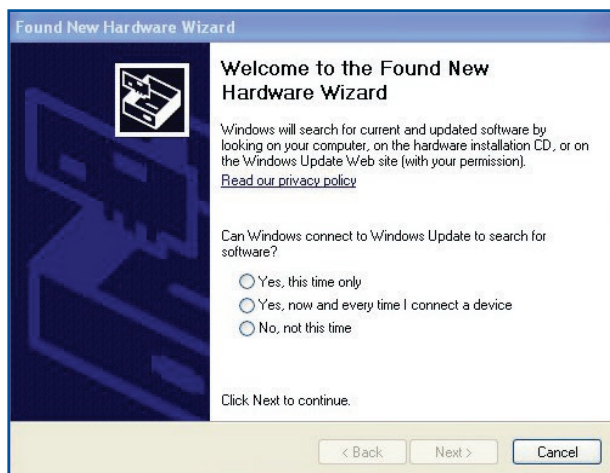 Found New Hardware Wizard
Welcome to the Found New
Hardware Wizard
Windows will search for current and updated software by
looking on your computer, on the hardware installation CD, or on
the Windows Update Web site (with your permission).
Read our privacy policy
Can Windows connect to Windows Update to search for
software?
Yes, this time only
Yes, now and every time I connect a device
No, not this time
Click Next to continue.
< Back
Next >
Cancel